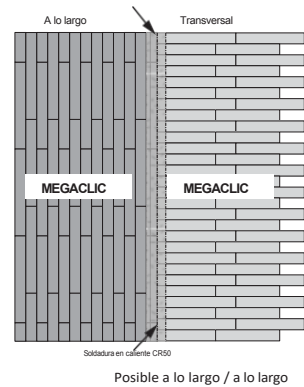 A lo largo Transversal
MEGACLIC MEGACLIC
Soldadura en caliente CR50
Posible a lo largo / a lo largo